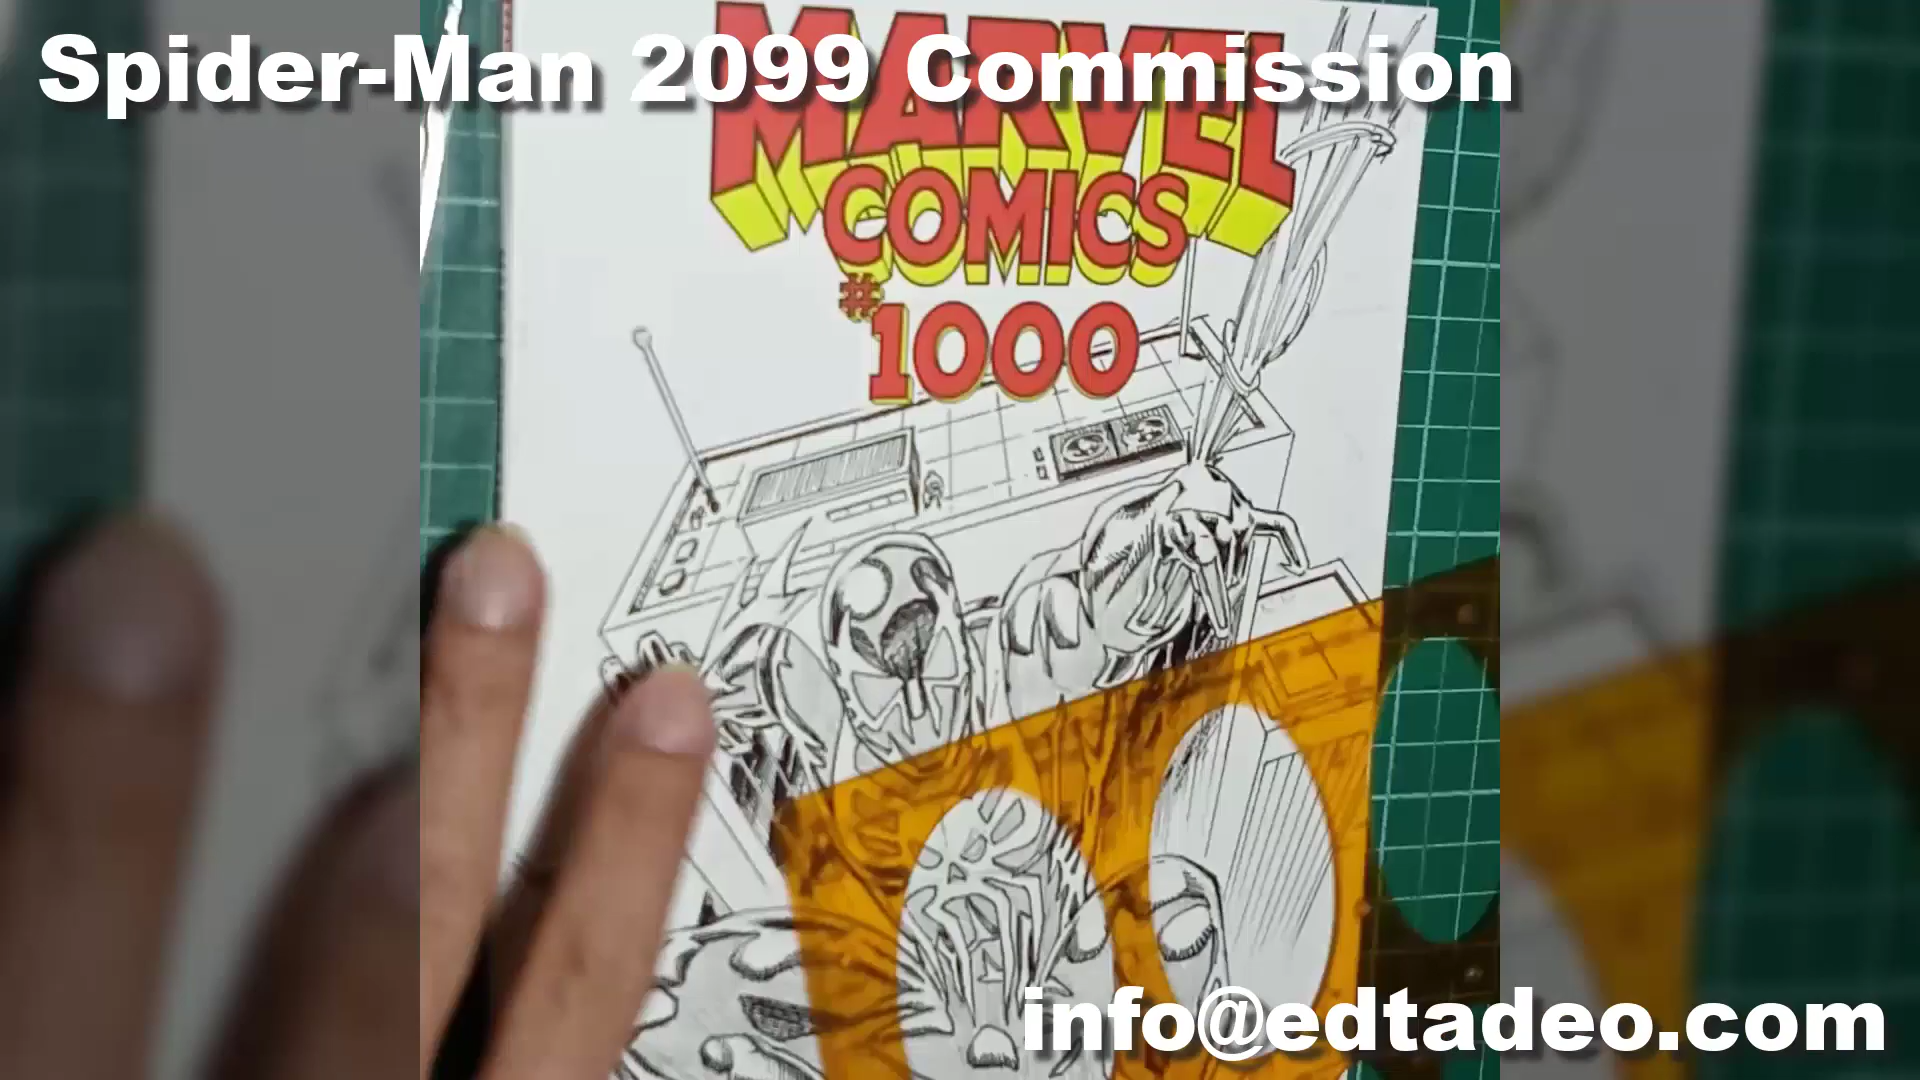 Spider-Man 2099 Commission
MARVEL
COMICS
#1000
info@edtadeo.com